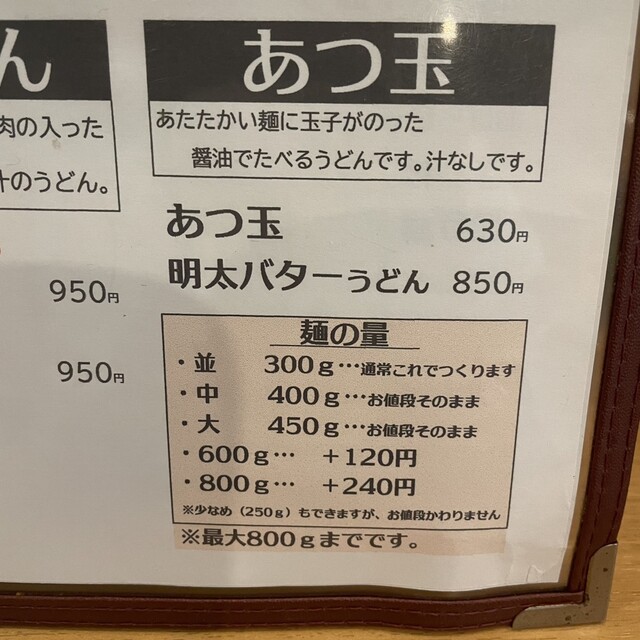 ん
肉の入った
汁のうどん。
950円
950円
あつ玉
あたたかい麺に玉子がのった
醤油でたべるうどんです。汁なしです。
あつ玉 630円
明太バターうどん 850円
麺の量
・並 300g…通常これでつくります
・中 400g…お値段そのまま
・大 450g…お値段そのまま
・600g… +120円
・800g… +240円
※少なめ（250g）もできますが、お値段かわりません
※最大800gまでです。